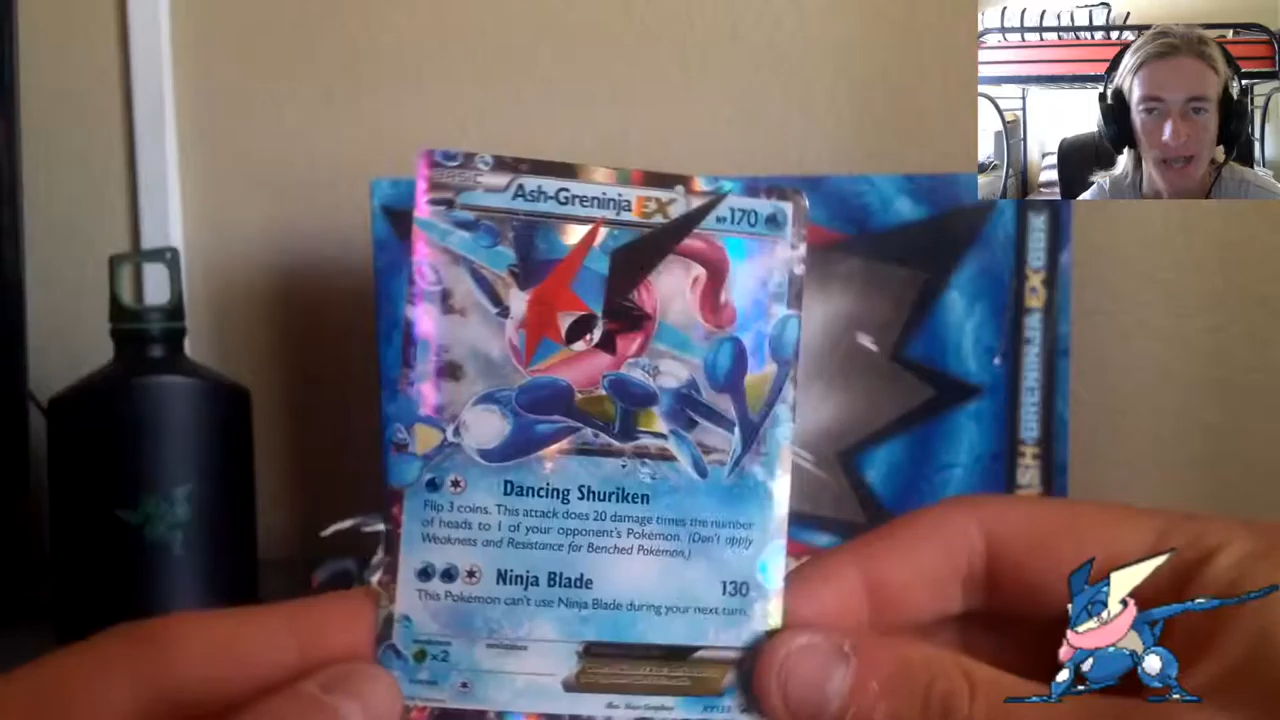 BASIC
Ash-Greninja EX
HP 170
Dancing Shuriken
Flip 3 coins. This attack does 20 damage times the number
of heads to 1 of your opponent's Pokémon. (Don't apply
Weakness and Resistance for Benched Pokémon.)
Ninja Blade 130
This Pokémon can't use Ninja Blade during your next turn.
weakness
resistance
×2
ASH-GRENINJA EX BOX